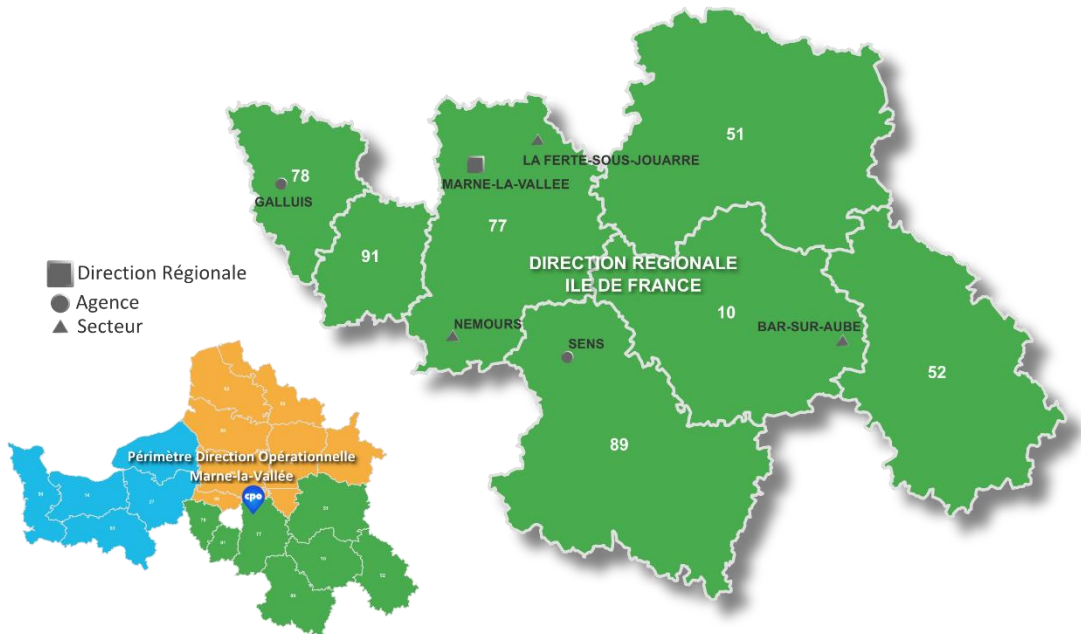 51
LA FERTE-SOUS-JOUARRE
78
MARNE-LA-VALLEE
GALLUIS
77
91
DIRECTION REGIONALE
ILE DE FRANCE
Direction Régionale
Agence
Secteur
10
NEMOURS
BAR-SUR-AUBE
SENS
52
89
Périmètre Direction Opérationnelle
Marne-la-Vallée
cpo